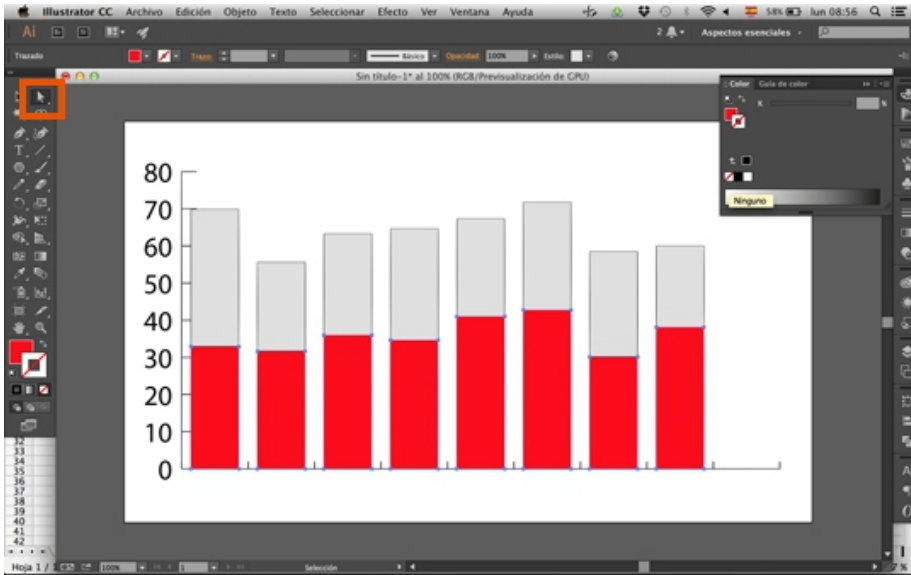 Illustrator CC Archivo Edición Objeto Texto Seleccionar Efecto Ver Ventana Ayuda 58% lun 08:56
Ai 2 Aspectos esenciales
Trazado Trazo: Básico Opacidad: 100% Estilo:
Sin título-1* al 100% (RGB/Previsualización de GPU)
Color Guía de color
K %
Ninguno
80
70
60
50
40
30
20
10
0
32
33
34
35
36
37
38
39
40
41
42
Hoja 1 / 100% 1 Selección